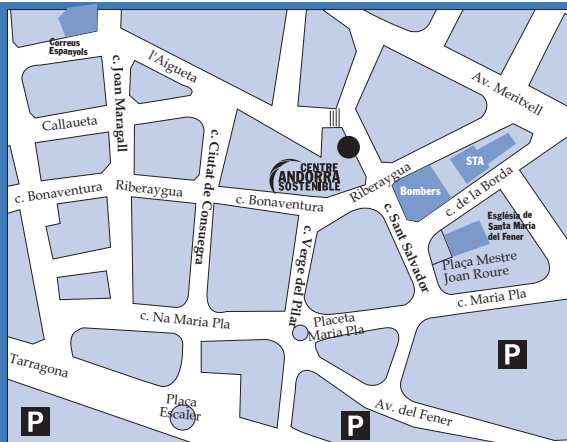 Correus
Espanyols
l'Aigueta
c. Joan Maragall
Av. Meritxell
Callaueta
c. Ciutat de Consuegra
CENTRE
ANDORRA
SOSTENIBLE
STA
Bombers
Riberaygua
c. de la Borda
c. Bonaventura
Riberaygua
c. Bonaventura
c. Verge del Pilar
c. Sant Salvador
Església de
Santa Maria
del Fener
Plaça Mestre
Joan Roure
c. Maria Pla
c. Na Maria Pla
Placeta
Maria Pla
Tarragona
P
Plaça
Escaler
Av. del Fener
P
P